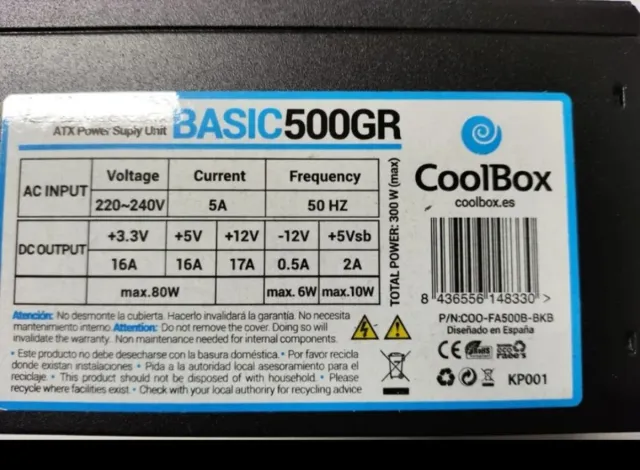 ATX Power Suply Unit BASIC500GR
AC INPUT Voltage Current Frequency
220~240V 5A 50 HZ
DC OUTPUT +3.3V +5V +12V -12V +5Vsb
16A 16A 17A 0.5A 2A
max.80W max. 6W max.10W
TOTAL POWER: 300 W (max)
CoolBox
coolbox.es
8 436556 148330 >
P/N:COO-FA500B-BKB
Diseñado en España
Atención: No desmonte la cubierta. Hacerlo invalidará la garantía. No necesita
mantenimiento interno. Attention: Do not remove the cover. Doing so will
invalidate the warranty. Non maintenance needed for internal components.
• Este producto no debe desecharse con la basura doméstica. • Por favor recicla
donde existan instalaciones • Pida a la autoridad local asesoramiento para el
reciclaje. • This product should not be disposed of with household. • Please
recycle where facilities exist. • Check with your local authority for recycling advice
CE RoHS
KP001